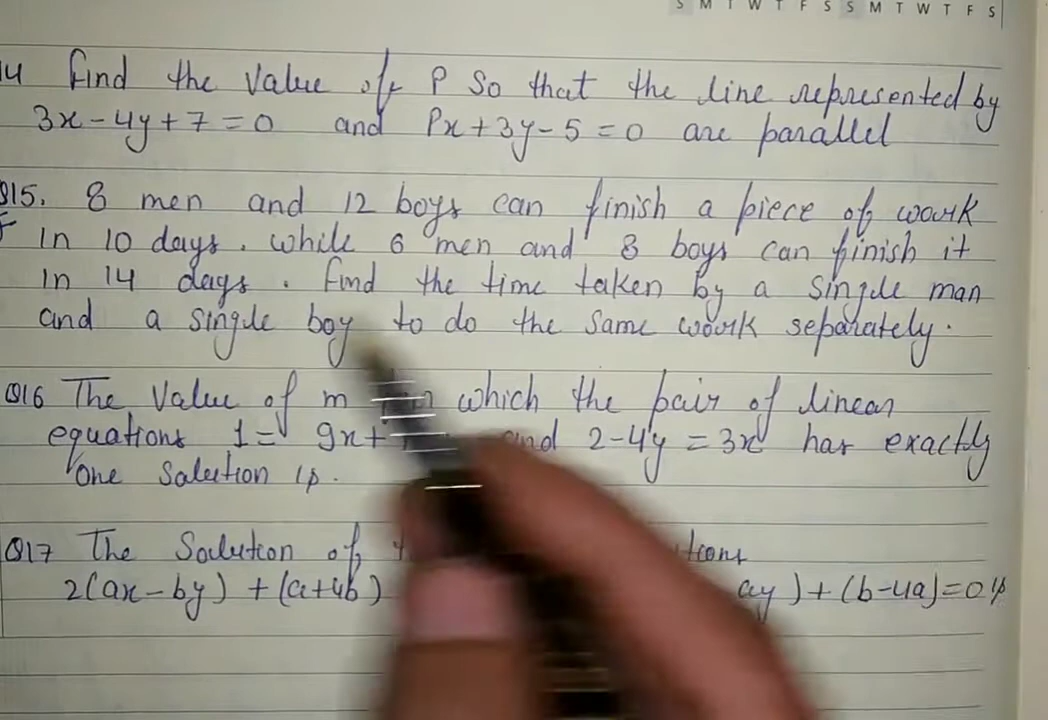 S M T W T F S S M T W T F S
14 Find the value of P So that the line represented by
3x-4y+7=0 and Px+3y-5=0 are parallel
Q15. 8 men and 12 boys can finish a piece of work
in 10 days. while 6 men and 8 boys can finish it
in 14 days. Find the time taken by a single man
and a single boy to do the same work separately.
Q16 The value of m which the pair of linear
equations 1= 9x+ and 2-4y=3x has exactly
one Solution is.
Q17 The Solution of
2(ax-by)+(a+4b) ay)+(b-4a)=0 is